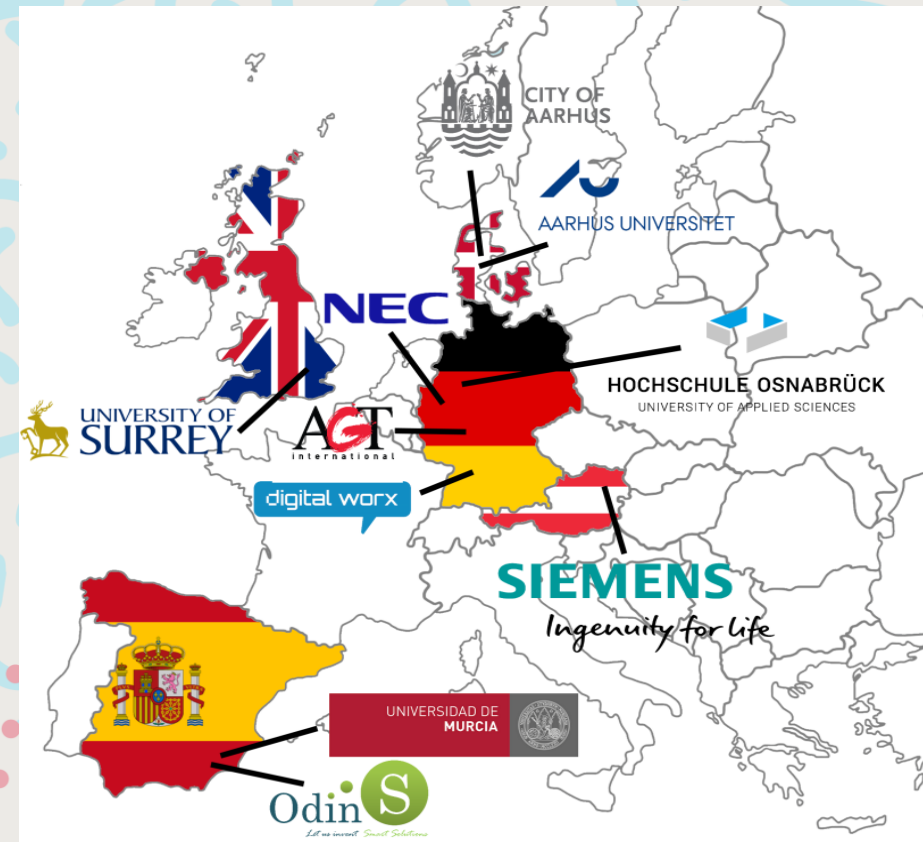 CITY OF
AARHUS
AARHUS UNIVERSITET
NEC
HOCHSCHULE OSNABRÜCK
UNIVERSITY OF APPLIED SCIENCES
UNIVERSITY OF
SURREY
AGT
international
digital worx
SIEMENS
Ingenuity for life
UNIVERSIDAD DE
MURCIA
OdinS
Let us invent Smart Solutions